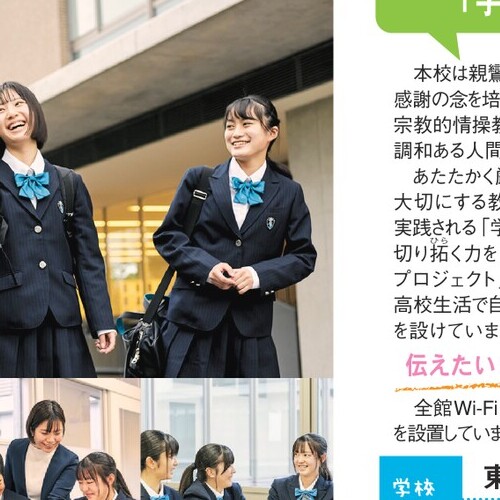 「学
本校は親鸞
感謝の念を培
宗教的情操教
調和ある人間
あたたかく厳
大切にする教
実践される「学
切り拓く力を
ひら
プロジェクト」
高校生活で自
を設けていま
伝えたい
全館Wi-Fi
を設置していま
学校
東